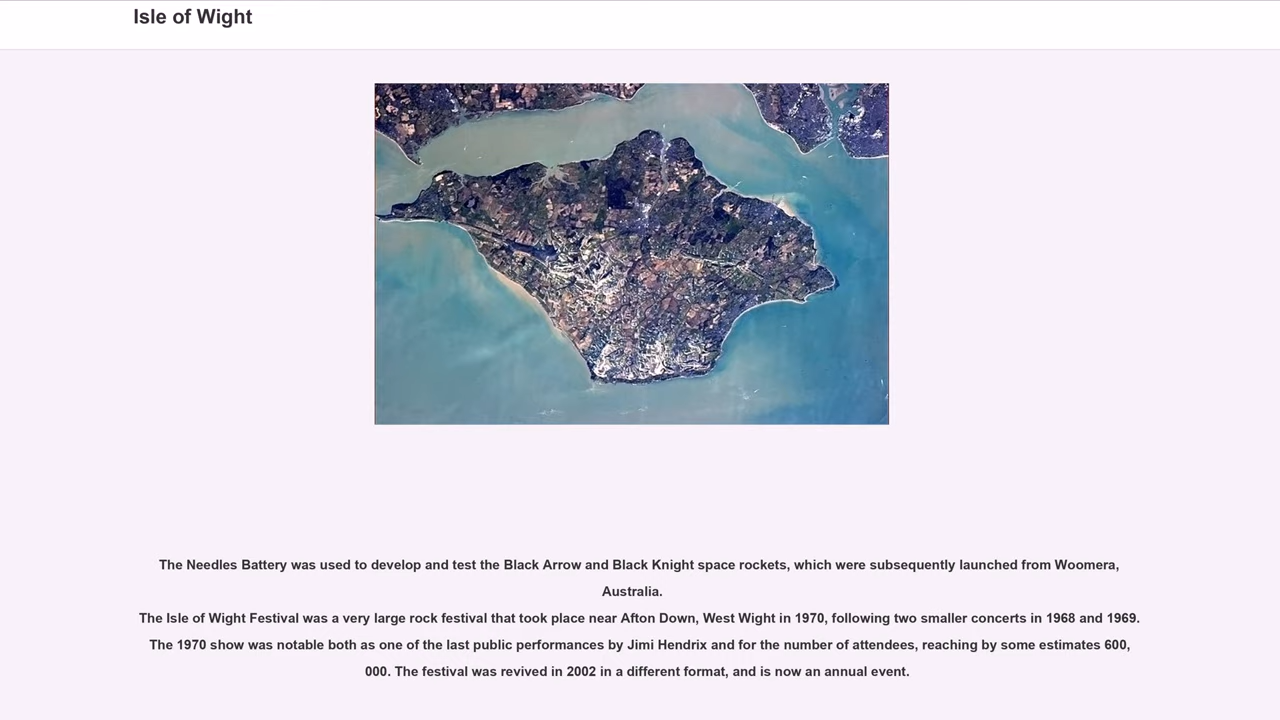 Isle of Wight
The Needles Battery was used to develop and test the Black Arrow and Black Knight space rockets, which were subsequently launched from Woomera,
Australia.
The Isle of Wight Festival was a very large rock festival that took place near Afton Down, West Wight in 1970, following two smaller concerts in 1968 and 1969.
The 1970 show was notable both as one of the last public performances by Jimi Hendrix and for the number of attendees, reaching by some estimates 600,
000. The festival was revived in 2002 in a different format, and is now an annual event.